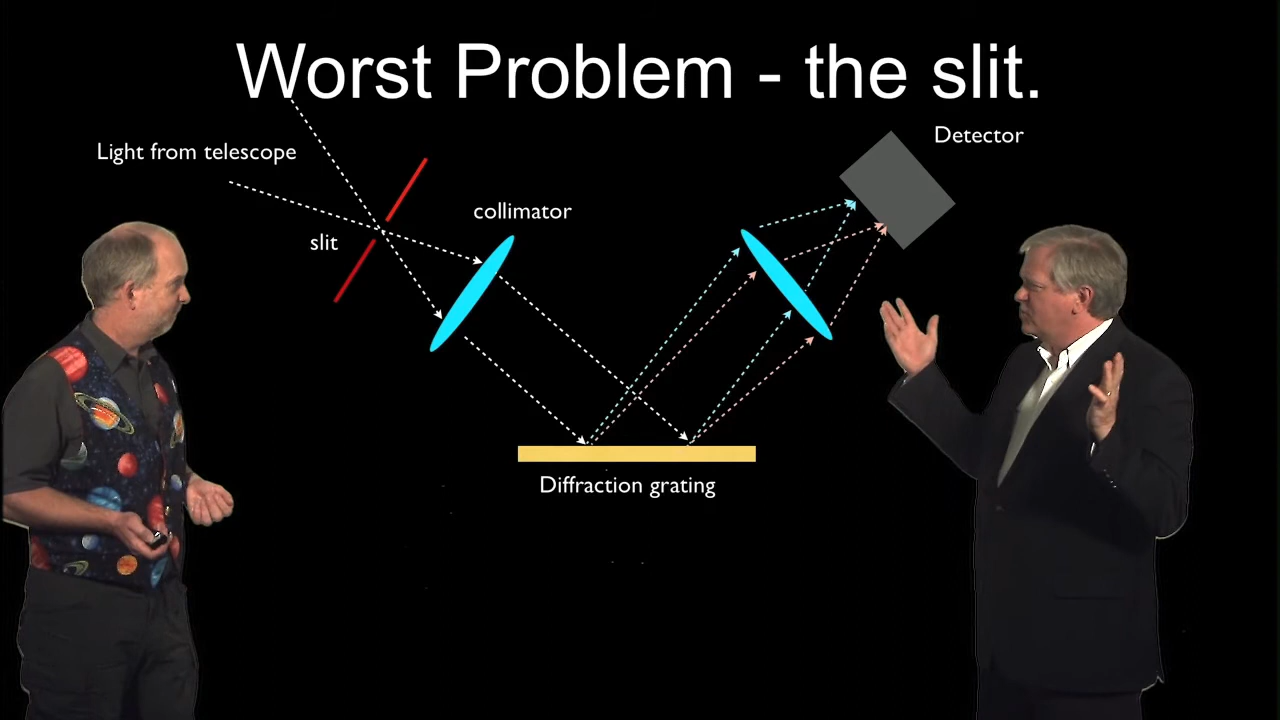 Worst Problem - the slit.
Light from telescope
Detector
collimator
slit
Diffraction grating